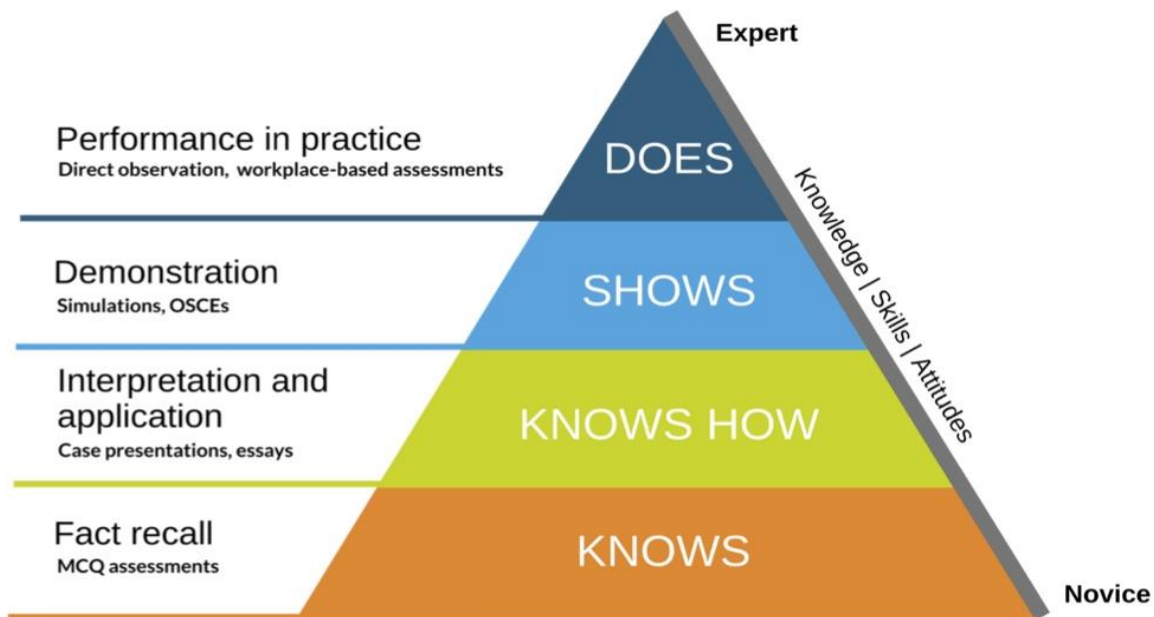 Expert
Performance in practice
Direct observation, workplace-based assessments
DOES
Knowledge | Skills | Attitudes
Demonstration
Simulations, OSCEs
SHOWS
Interpretation and
application
Case presentations, essays
KNOWS HOW
Fact recall
MCQ assessments
KNOWS
Novice